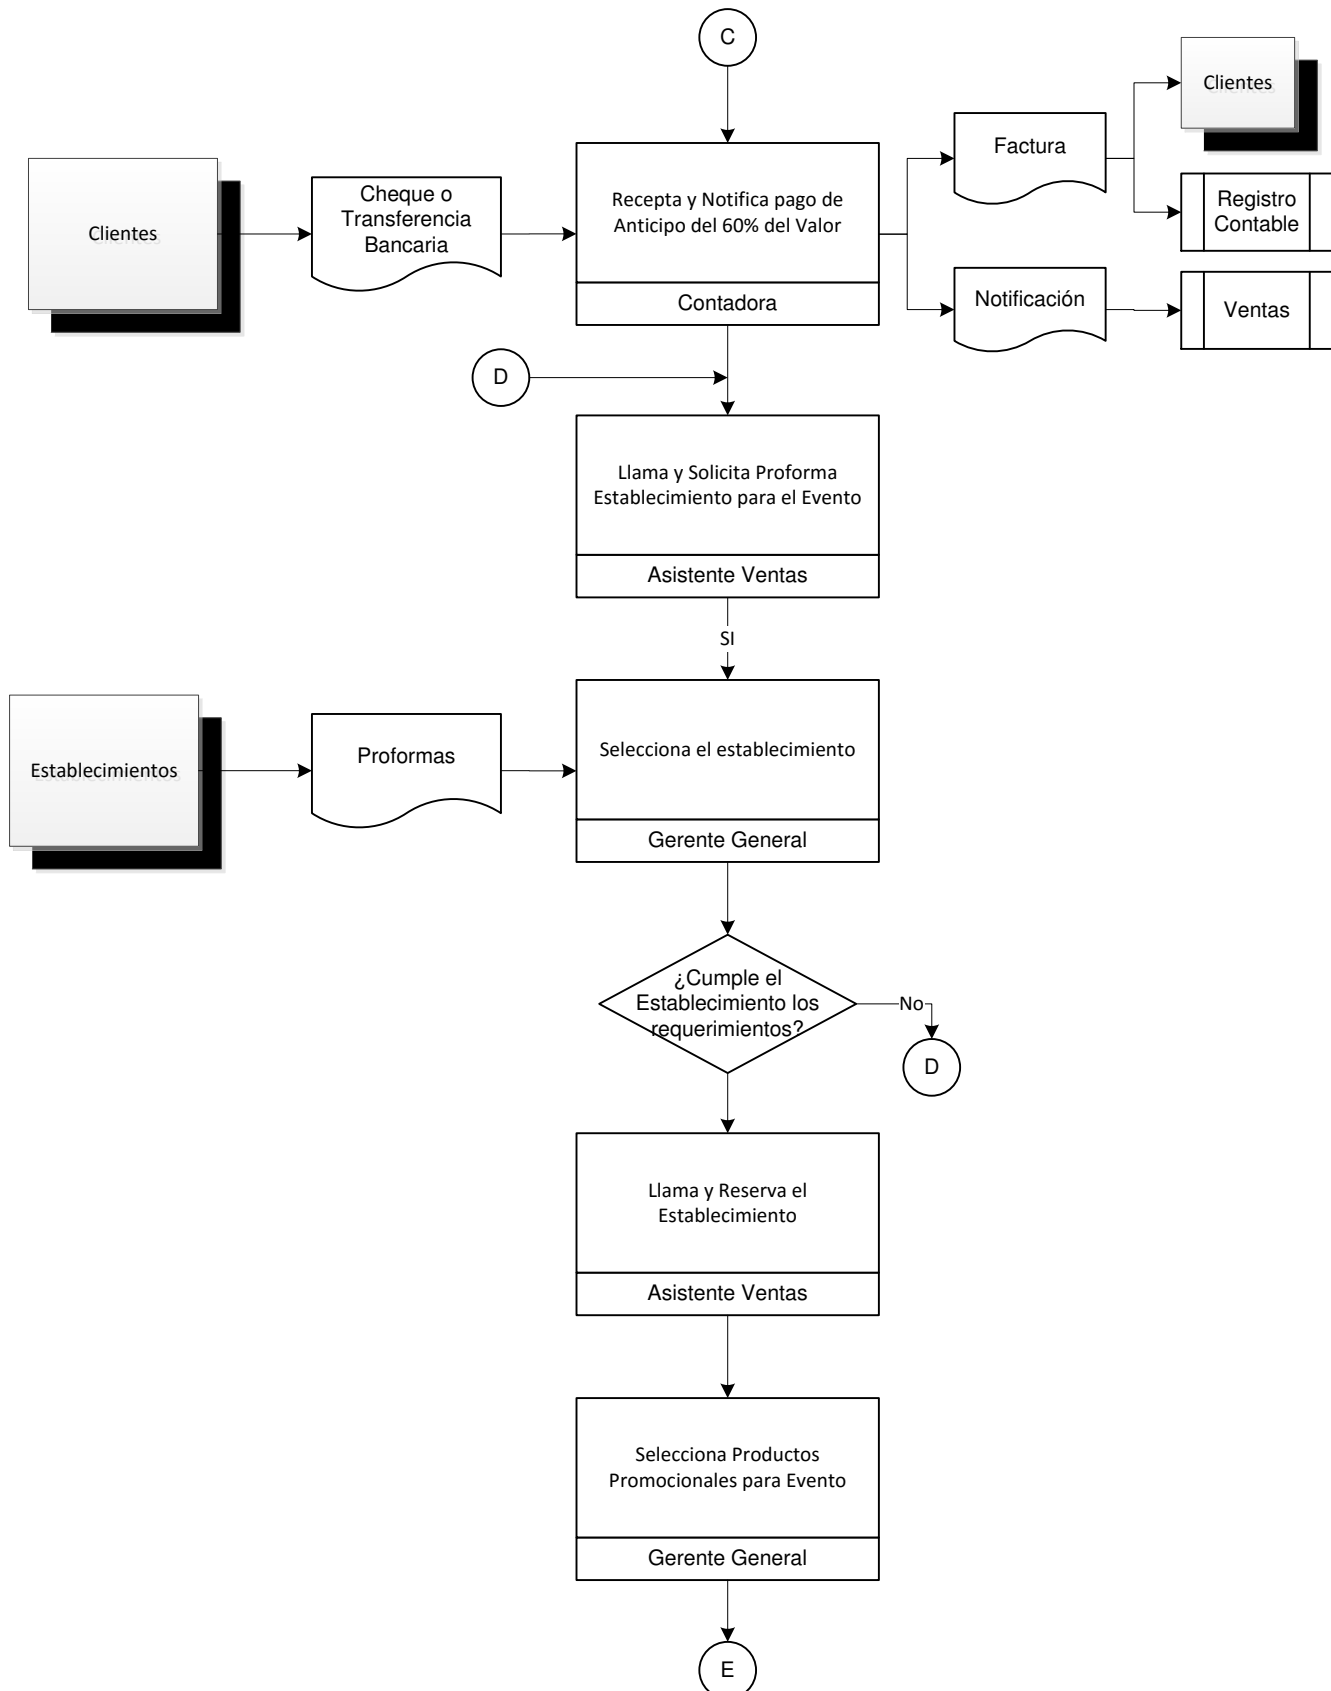 C
Clientes
Factura
Cheque o
Transferencia
Bancaria
Recepta y Notifica pago de
Anticipo del 60% del Valor
Registro
Contable
Clientes
Contadora
Notificación
Ventas
D
Llama y Solicita Proforma
Establecimiento para el Evento
Asistente Ventas
SI
Establecimientos
Proformas
Selecciona el establecimiento
Gerente General
¿Cumple el
Establecimiento los
requerimientos?
No
D
Llama y Reserva el
Establecimiento
Asistente Ventas
Selecciona Productos
Promocionales para Evento
Gerente General
E